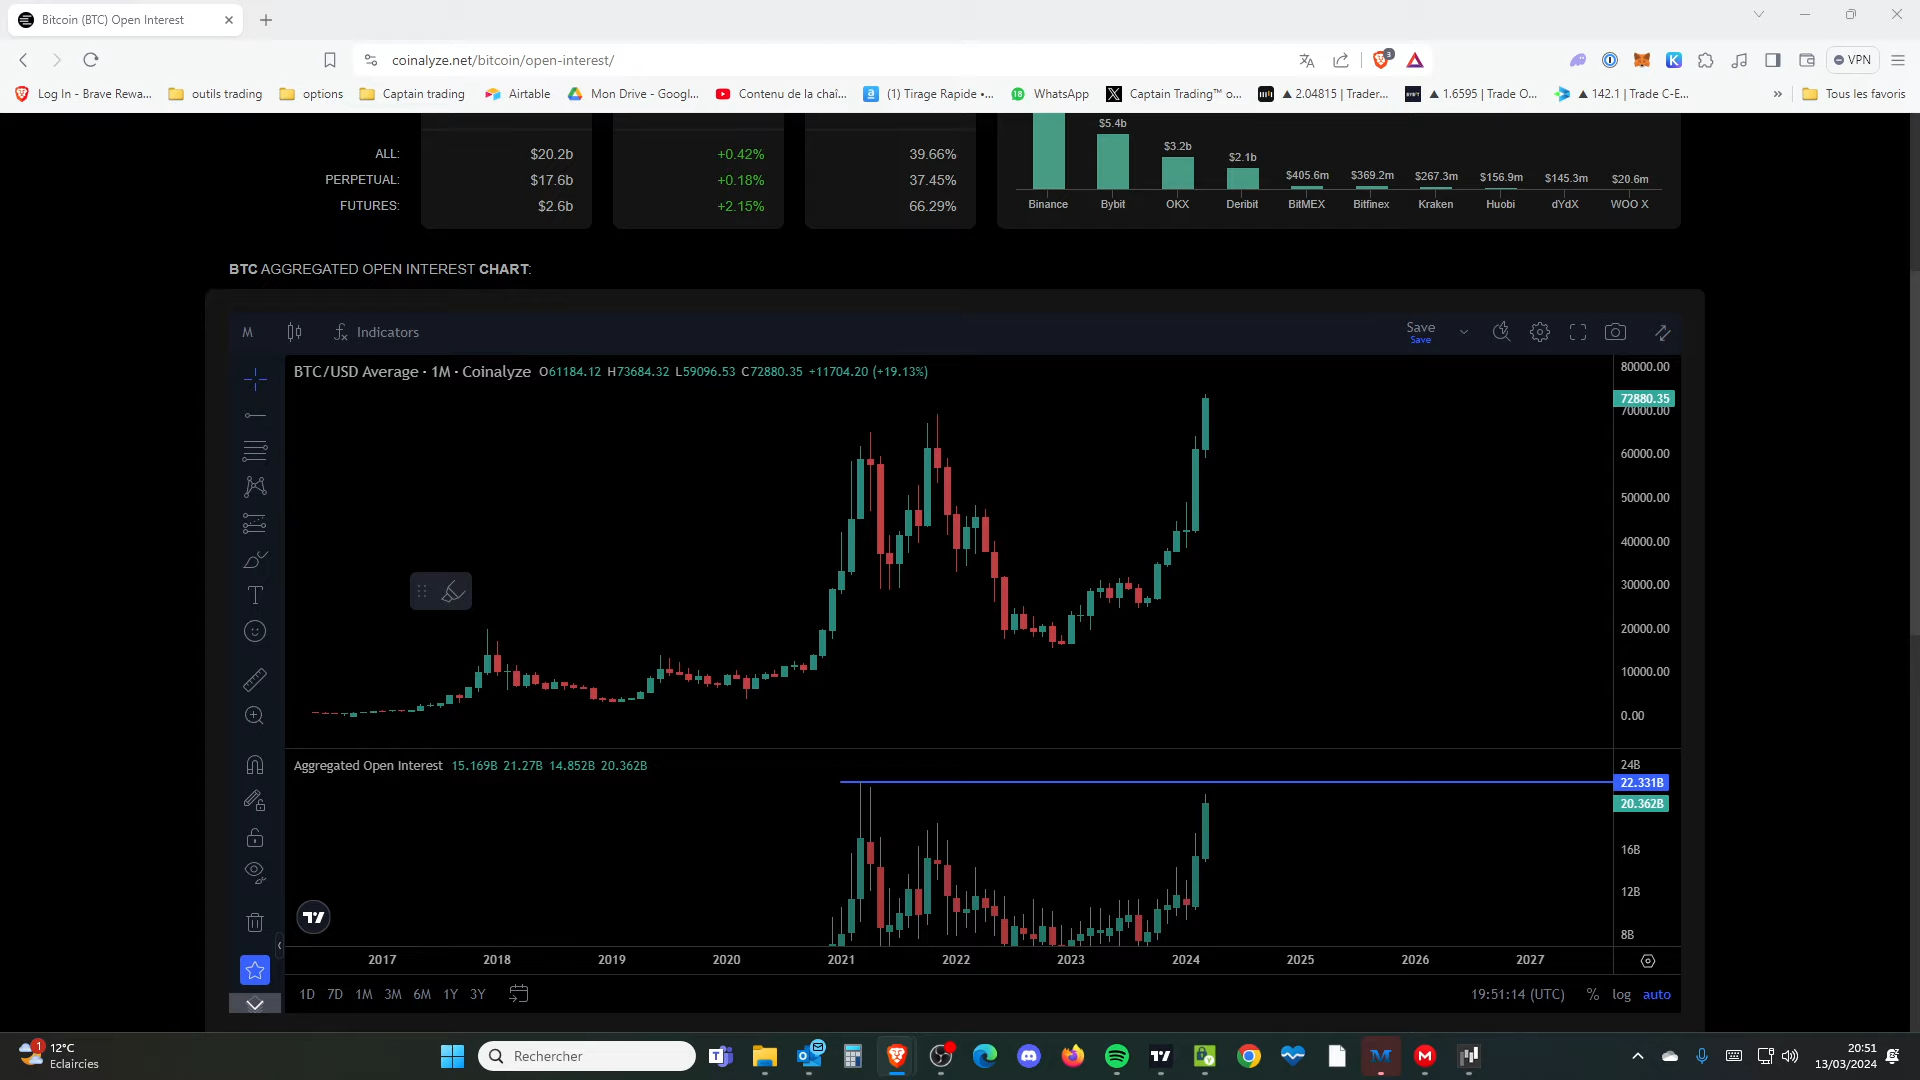 Bitcoin (BTC) Open Interest
coinalyze.net/bitcoin/open-interest/
3
VPN
Log In - Brave Rewa...
outils trading
options
Captain trading
Airtable
Mon Drive - Googl...
Contenu de la chai...
(1) Tirage Rapide •...
WhatsApp
Captain Trading™ o...
▲ 2.04815 | Trader...
▲ 1.6595 | Trade O...
▲ 142.1 | Trade C-E...
»
Tous les favoris
ALL: $20.2b +0.42% 39.66%
PERPETUAL: $17.6b +0.18% 37.45%
FUTURES: $2.6b +2.15% 66.29%
$5.4b
$3.2b
$2.1b
$405.6m
$369.2m
$267.3m
$156.9m
$145.3m
$20.6m
Binance Bybit OKX Deribit BitMEX Bitfinex Kraken Huobi dYdX WOO X
BTC AGGREGATED OPEN INTEREST CHART:
M
Indicators
Save
Save
BTC/USD Average · 1M · Coinalyze O61184.12 H73684.32 L59096.53 C72880.35 +11704.20 (+19.13%)
80000.00
72880.35
70000.00
60000.00
50000.00
40000.00
30000.00
20000.00
10000.00
0.00
Aggregated Open Interest 15.169B 21.27B 14.852B 20.362B
24B
22.331B
20.362B
16B
12B
8B
2017 2018 2019 2020 2021 2022 2023 2024 2025 2026 2027
1D 7D 1M 3M 6M 1Y 3Y
19:51:14 (UTC) % log auto
1
12°C
Eclaircies
Rechercher
20:51
13/03/2024